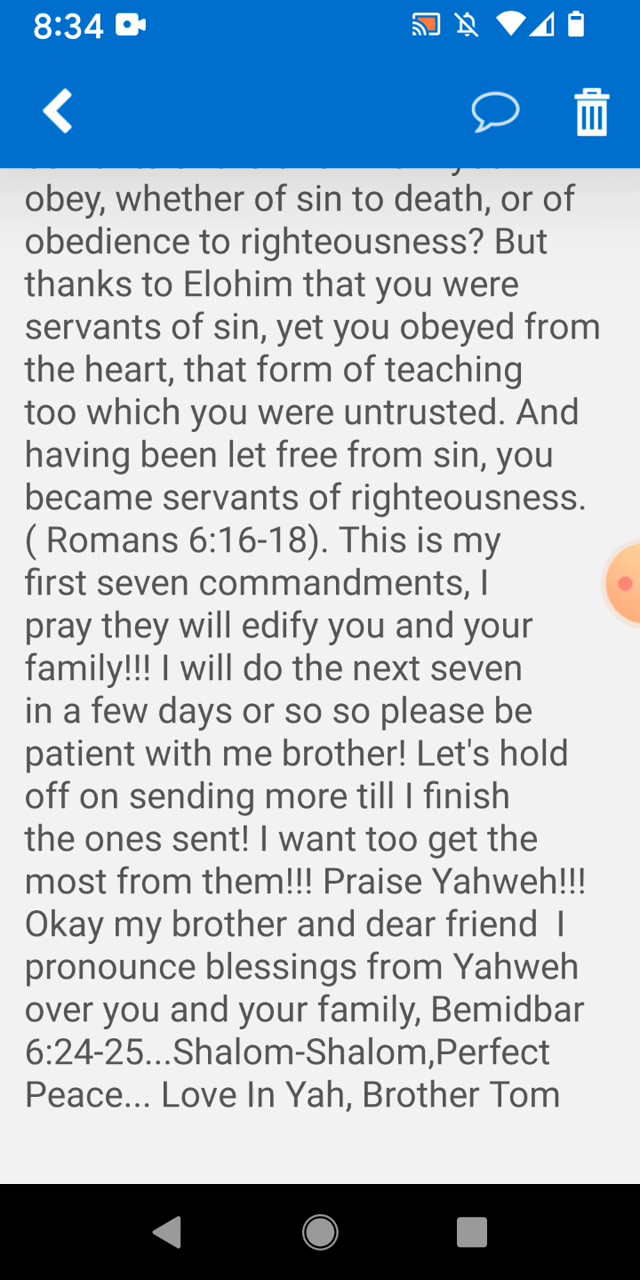 8:34
obey, whether of sin to death, or of
obedience to righteousness? But
thanks to Elohim that you were
servants of sin, yet you obeyed from
the heart, that form of teaching
too which you were untrusted. And
having been let free from sin, you
became servants of righteousness.
( Romans 6:16-18). This is my
first seven commandments, I
pray they will edify you and your
family!!! I will do the next seven
in a few days or so so please be
patient with me brother! Let's hold
off on sending more till I finish
the ones sent! I want too get the
most from them!!! Praise Yahweh!!!
Okay my brother and dear friend  I
pronounce blessings from Yahweh
over you and your family, Bemidbar
6:24-25...Shalom-Shalom,Perfect
Peace... Love In Yah, Brother Tom